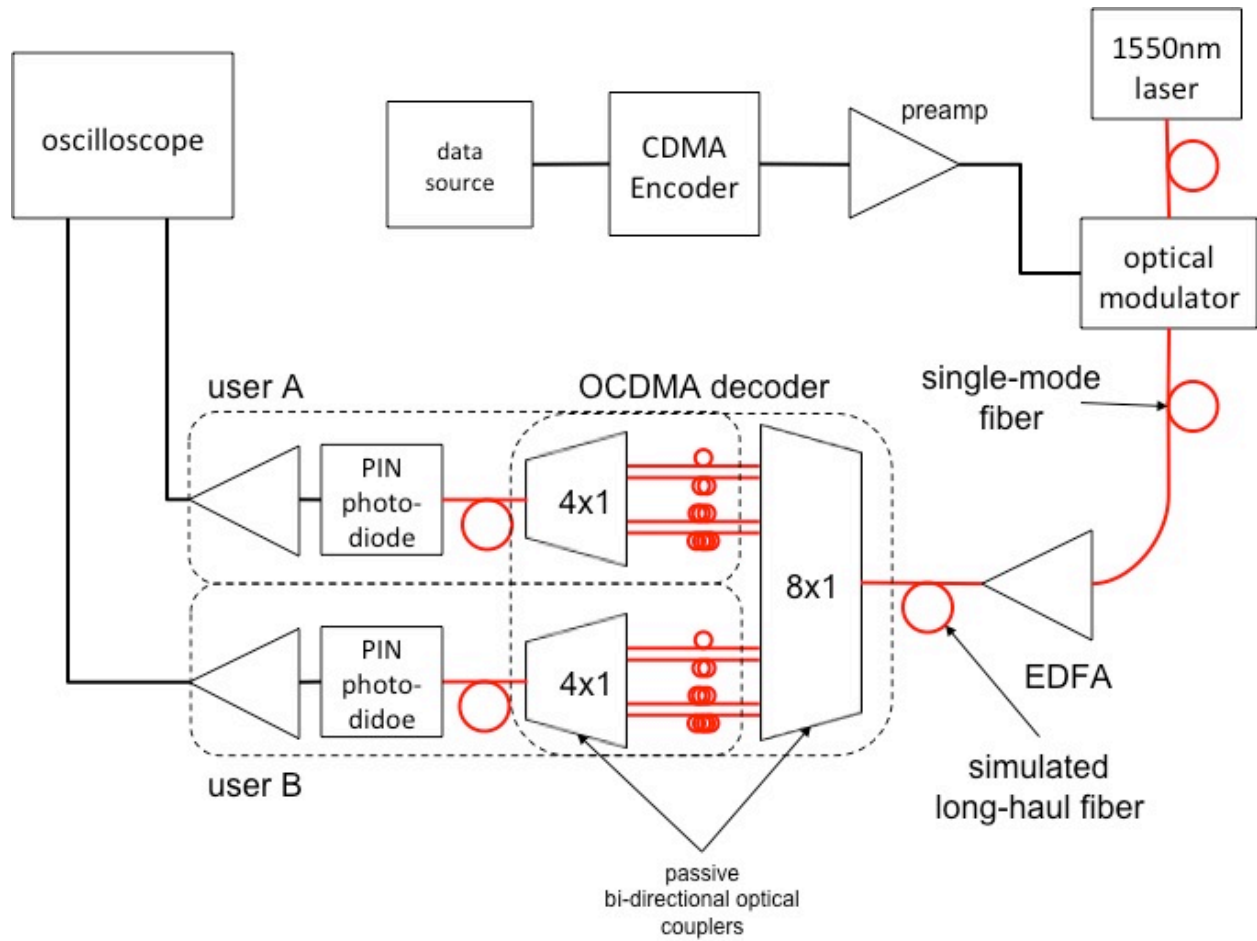 1550nm
laser
oscilloscope
data
source
CDMA
Encoder
preamp
optical
modulator
single-mode
fiber
user A
OCDMA decoder
PIN
photo-
diode
4x1
8x1
PIN
photo-
didoe
4x1
EDFA
user B
simulated
long-haul fiber
passive
bi-directional optical
couplers